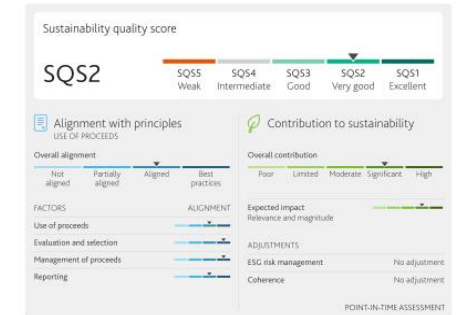 Sustainability quality score
SQS2
SQS5 SQS4 SQS3 SQS2 SQS1
Weak Intermediate Good Very good Excellent
Alignment with principles
USE OF PROCEEDS
Overall alignment
Not aligned Partially aligned Aligned Best practices
FACTORS ALIGNMENT
Use of proceeds
Evaluation and selection
Management of proceeds
Reporting
Contribution to sustainability
Overall contribution
Poor Limited Moderate Significant High
Expected impact
Relevance and magnitude
ADJUSTMENTS
ESG risk management No adjustment
Coherence No adjustment
POINT-IN-TIME ASSESSMENT